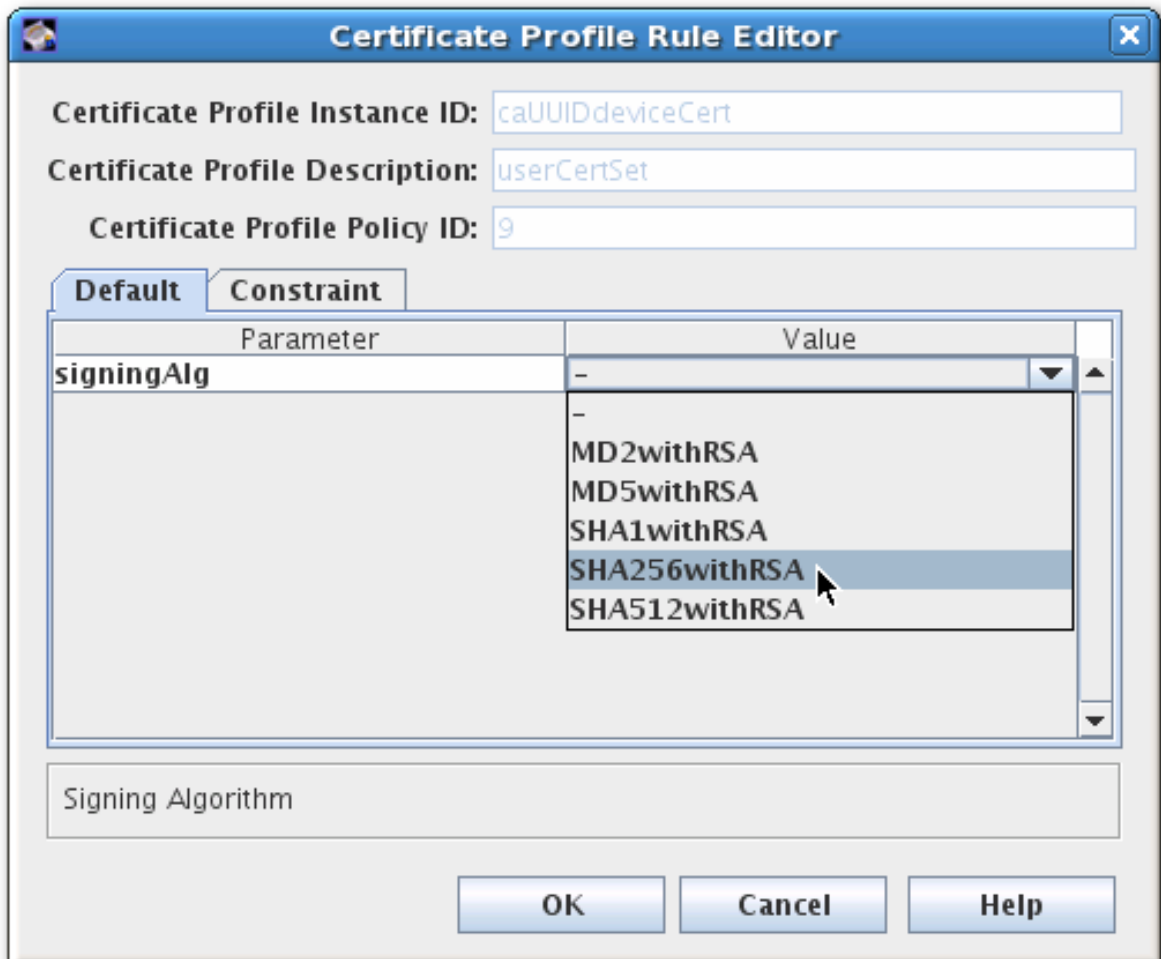 Certificate Profile Rule Editor
Certificate Profile Instance ID: caUUIDdeviceCert
Certificate Profile Description: userCertSet
Certificate Profile Policy ID: 9
Default Constraint
Parameter Value
signingAlg -
-
MD2withRSA
MD5withRSA
SHA1withRSA
SHA256withRSA
SHA512withRSA
Signing Algorithm
OK Cancel Help